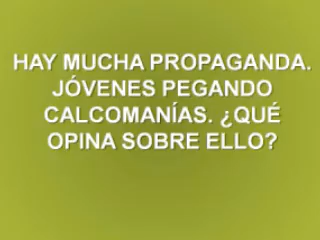 HAY MUCHA PROPAGANDA.
JÓVENES PEGANDO
CALCOMANÍAS. ¿QUÉ
OPINA SOBRE ELLO?